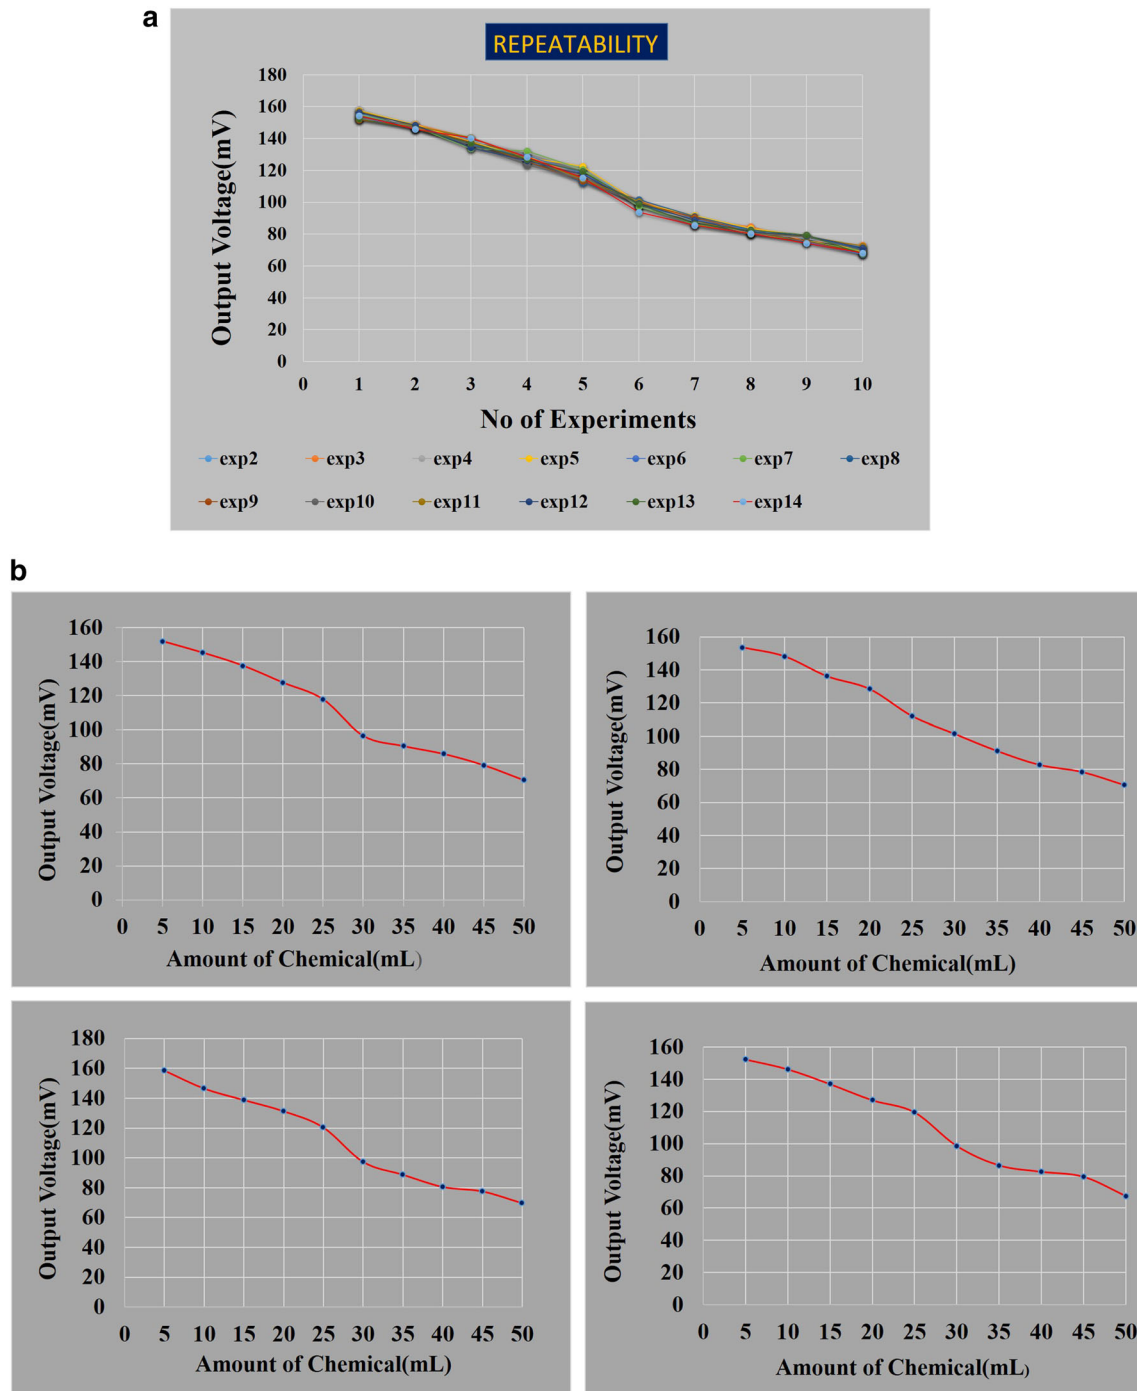 a
REPEATABILITY
180
160
140
120
100
80
60
40
20
0
Output Voltage(mV)
0 1 2 3 4 5 6 7 8 9 10
No of Experiments
exp2 exp3 exp4 exp5 exp6 exp7 exp8
exp9 exp10 exp11 exp12 exp13 exp14
b
160
140
120
100
80
60
40
20
0
Output Voltage(mV)
0 5 10 15 20 25 30 35 40 45 50
Amount of Chemical(mL)
160
140
120
100
80
60
40
20
0
Output Voltage(mV)
0 5 10 15 20 25 30 35 40 45 50
Amount of Chemical(mL)
180
160
140
120
100
80
60
40
20
0
Output Voltage(mV)
0 5 10 15 20 25 30 35 40 45 50
Amount of Chemical(mL)
160
140
120
100
80
60
40
20
0
Output Voltage(mV)
0 5 10 15 20 25 30 35 40 45 50
Amount of Chemical(mL)